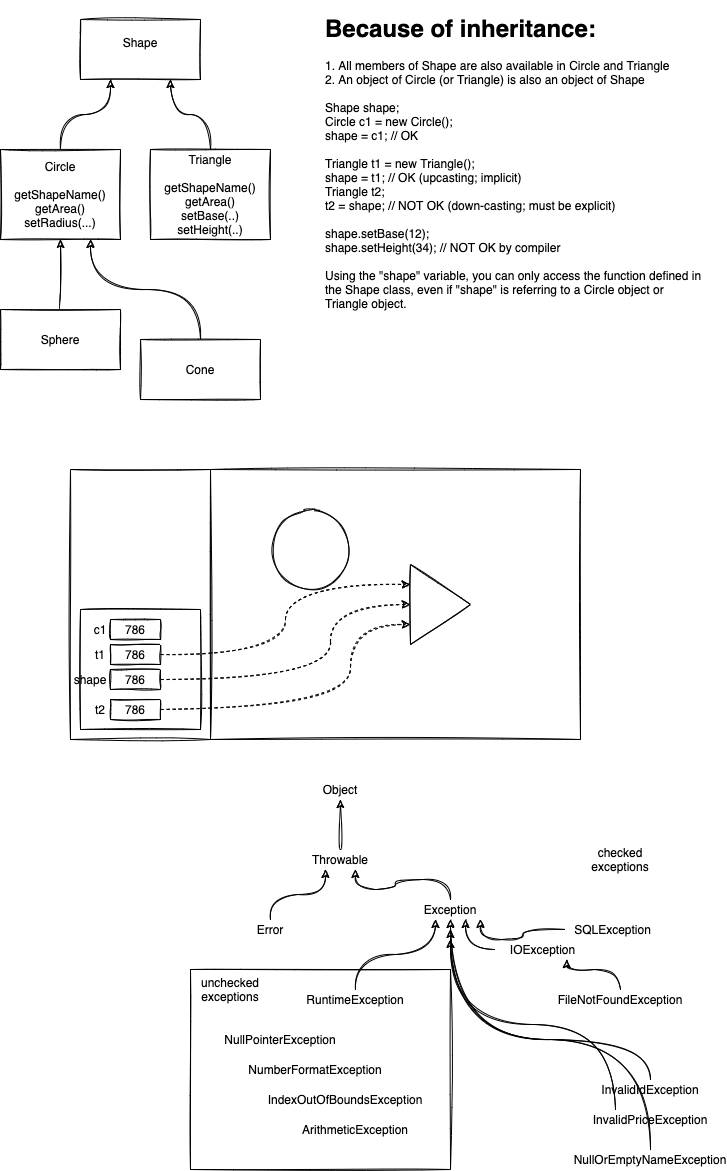 Shape
Circle
getShapeName()
getArea()
setRadius(...)
Triangle
getShapeName()
getArea()
setBase(..)
setHeight(..)
Sphere
Cone
Because of inheritance:
1. All members of Shape are also available in Circle and Triangle
2. An object of Circle (or Triangle) is also an object of Shape
Shape shape;
Circle c1 = new Circle();
shape = c1; // OK
Triangle t1 = new Triangle();
shape = t1; // OK (upcasting; implicit)
Triangle t2;
t2 = shape; // NOT OK (down-casting; must be explicit)
shape.setBase(12);
shape.setHeight(34); // NOT OK by compiler
Using the "shape" variable, you can only access the function defined in
the Shape class, even if "shape" is referring to a Circle object or
Triangle object.
c1 786
t1 786
shape 786
t2 786
Object
Throwable
checked
exceptions
Error
Exception
SQLException
IOException
FileNotFoundException
unchecked
exceptions
RuntimeException
NullPointerException
NumberFormatException
IndexOutOfBoundsException
ArithmeticException
InvalidIdException
InvalidPriceException
NullOrEmptyNameException